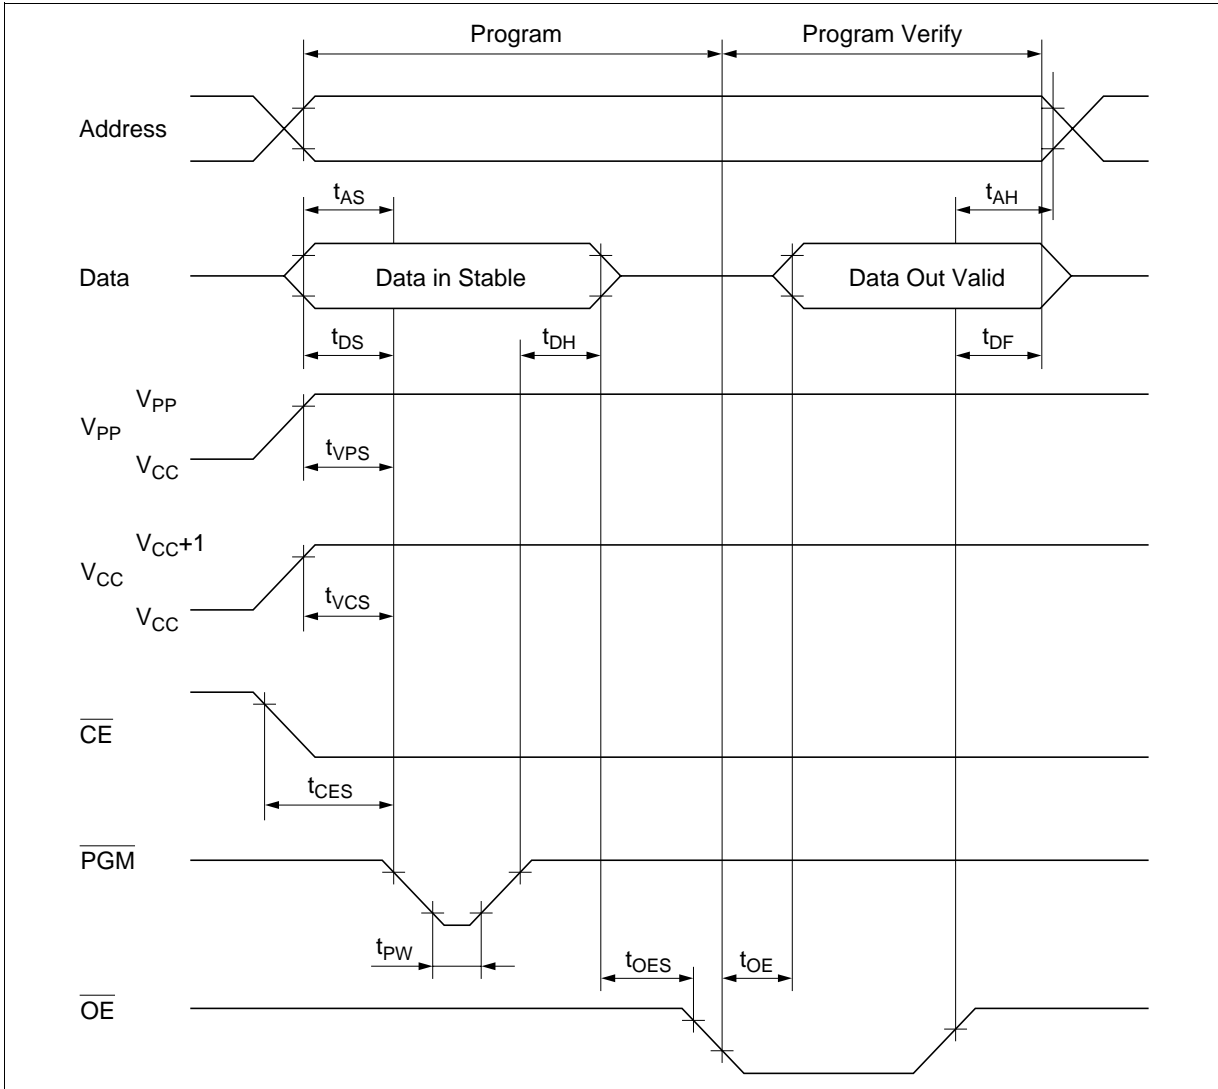 Program Program Verify
Address
tAS tAH
Data Data in Stable Data Out Valid
tDS tDH tDF
VPP
VPP
VCC tVPS
VCC+1
VCC
VCC tVCS
CE
tCES
PGM
tPW
tOES tOE
OE